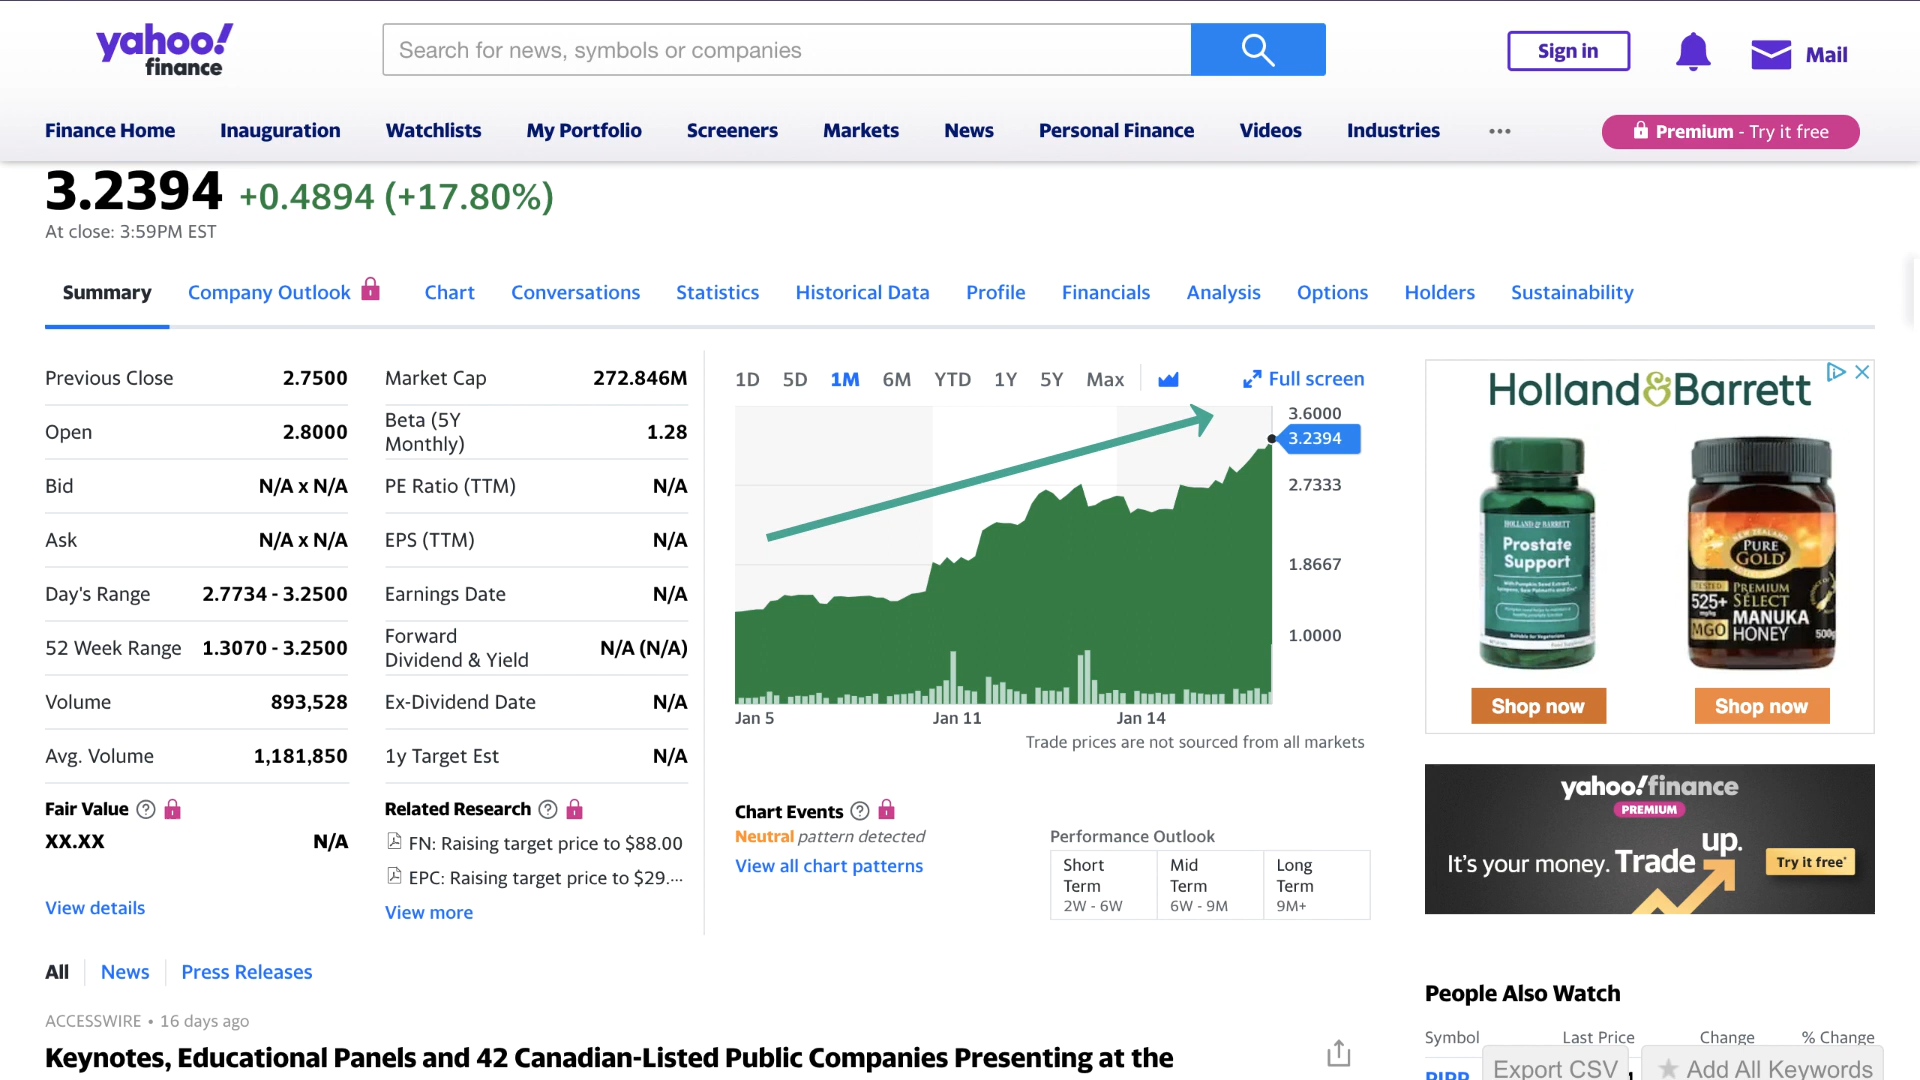 yahoo!
finance
Search for news, symbols or companies
Sign in
Mail
Finance Home
Inauguration
Watchlists
My Portfolio
Screeners
Markets
News
Personal Finance
Videos
Industries
Premium - Try it free
3.2394 +0.4894 (+17.80%)
At close: 3:59PM EST
Summary
Company Outlook
Chart
Conversations
Statistics
Historical Data
Profile
Financials
Analysis
Options
Holders
Sustainability
Previous Close 2.7500
Open 2.8000
Bid N/A x N/A
Ask N/A x N/A
Day's Range 2.7734 - 3.2500
52 Week Range 1.3070 - 3.2500
Volume 893,528
Avg. Volume 1,181,850
Fair Value
XX.XX N/A
View details
Market Cap 272.846M
Beta (5Y
Monthly) 1.28
PE Ratio (TTM) N/A
EPS (TTM) N/A
Earnings Date N/A
Forward
Dividend & Yield N/A (N/A)
Ex-Dividend Date N/A
1y Target Est N/A
Related Research
FN: Raising target price to $88.00
EPC: Raising target price to $29....
View more
1D 5D 1M 6M YTD 1Y 5Y Max
Full screen
3.6000
3.2394
2.7333
1.8667
1.0000
Jan 5 Jan 11 Jan 14
Trade prices are not sourced from all markets
Chart Events
Neutral pattern detected
View all chart patterns
Performance Outlook
Short
Term
2W - 6W
Mid
Term
6W - 9M
Long
Term
9M+
Holland & Barrett
HOLLAND & BARRETT
Prostate
Support
Suitable for Vegetarians
NEW ZEALAND
PURE
GOLD
TESTED
525+
mg/kg
MGO
PREMIUM
SELECT
MANUKA
HONEY
500g
Shop now
Shop now
yahoo!finance
PREMIUM
It's your money. Trade up.
Try it free*
All
News
Press Releases
ACCESSWIRE • 16 days ago
Keynotes, Educational Panels and 42 Canadian-Listed Public Companies Presenting at the
People Also Watch
Symbol Last Price Change % Change
Export CSV
Add All Keywords